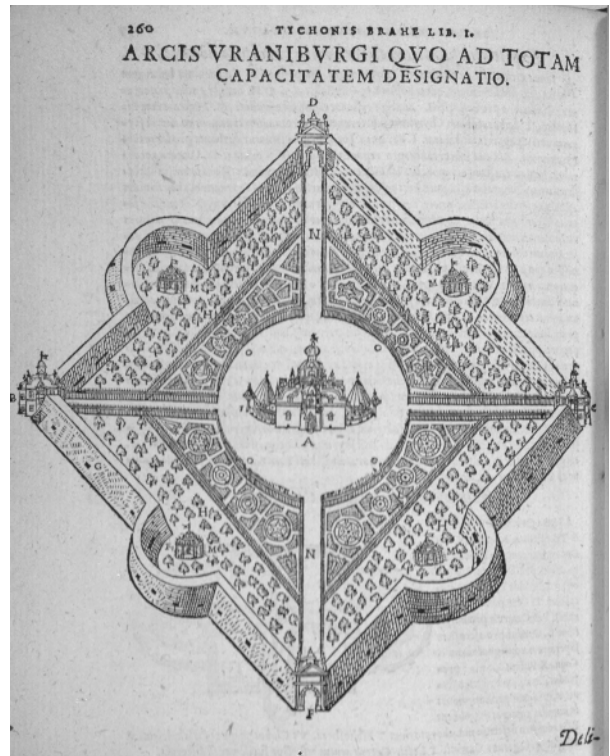 260 TYCHONIS BRAHE LIB. I.
ARCIS VRANIBVRGI QVO AD TOTAM
CAPACITATEM DESIGNATIO.
D
N
M
H
H
A
N
G
H
H
M
M
F
Deli-